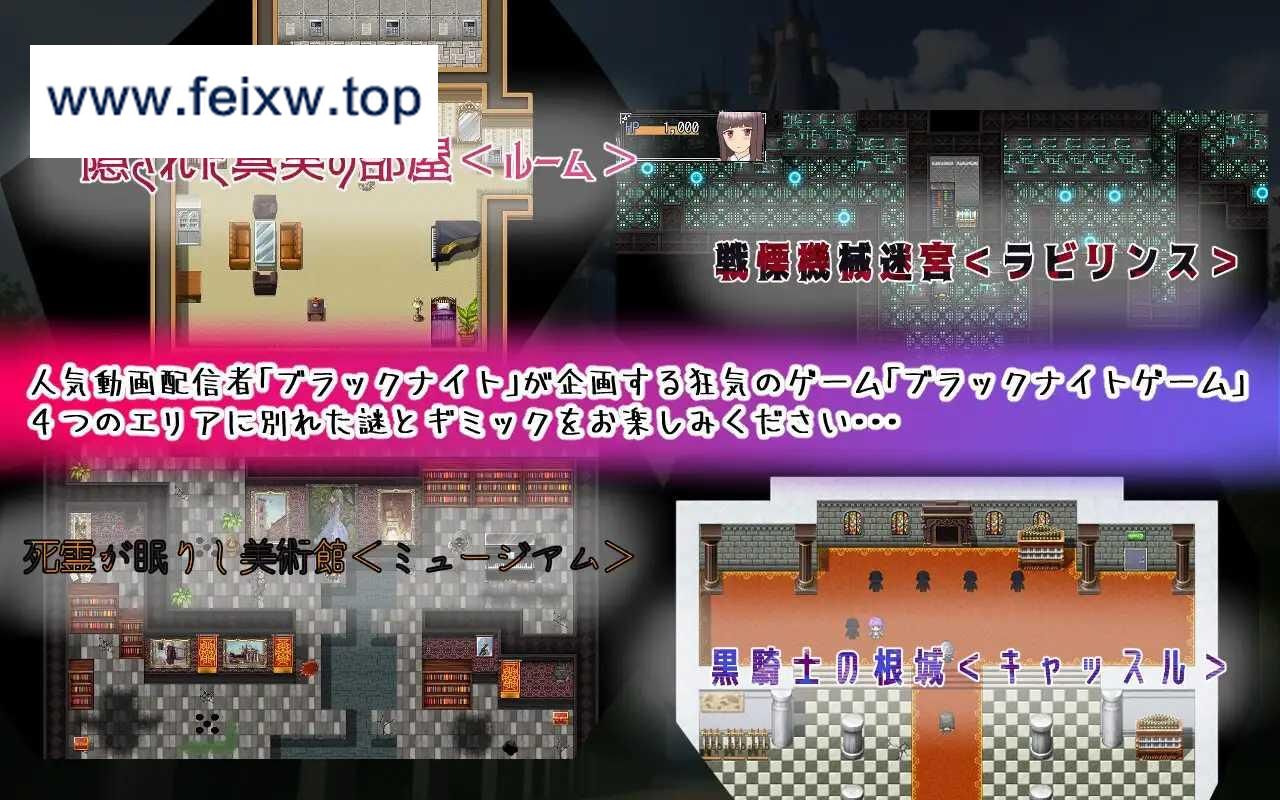 www.feixw.top
隠された真実の部屋＜ルーム＞
HP 1,000
戦慄機械迷宮＜ラビリンス＞
人気動画配信者「ブラックナイト」が企画する狂気のゲーム「ブラックナイトゲーム」
４つのエリアに別れた謎とギミックをお楽しみください・・・
死霊が眠りし美術館＜ミュージアム＞
黒騎士の根城＜キャッスル＞